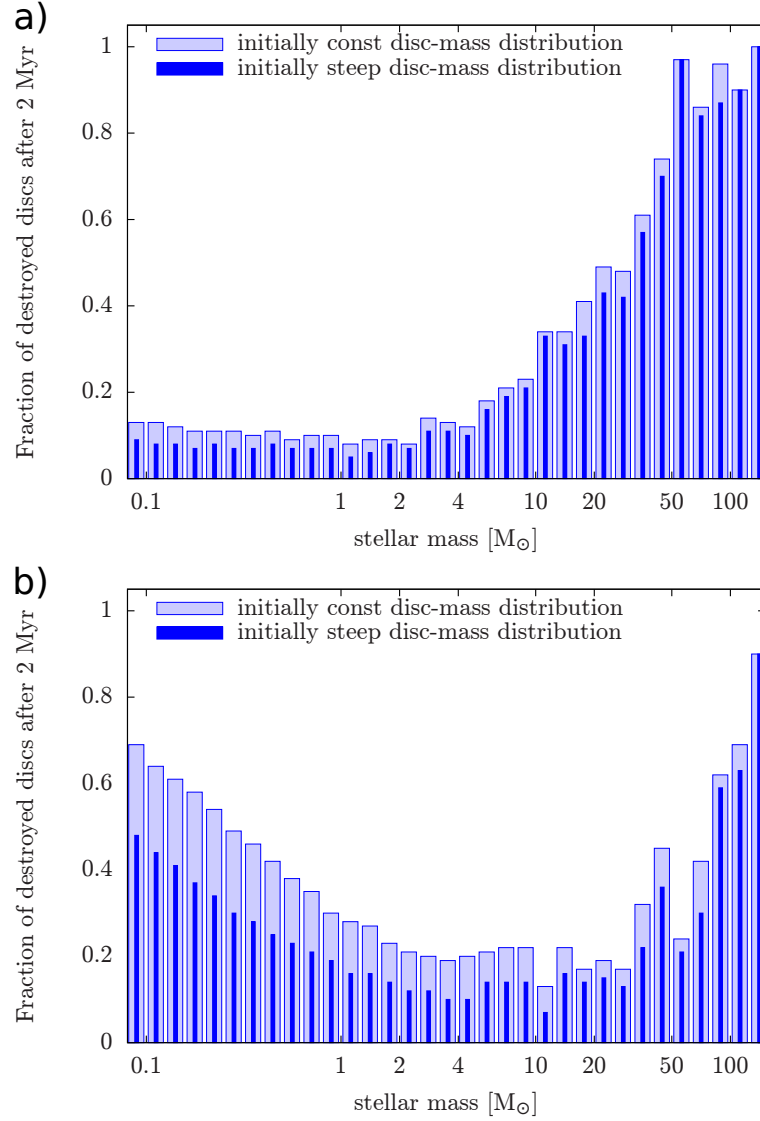 a)
initially const disc-mass distribution
initially steep disc-mass distribution
Fraction of destroyed discs after 2 Myr
1
0.8
0.6
0.4
0.2
0
0.1 1 2 4 10 20 50 100
stellar mass [M⊙]
b)
initially const disc-mass distribution
initially steep disc-mass distribution
Fraction of destroyed discs after 2 Myr
1
0.8
0.6
0.4
0.2
0
0.1 1 2 4 10 20 50 100
stellar mass [M⊙]